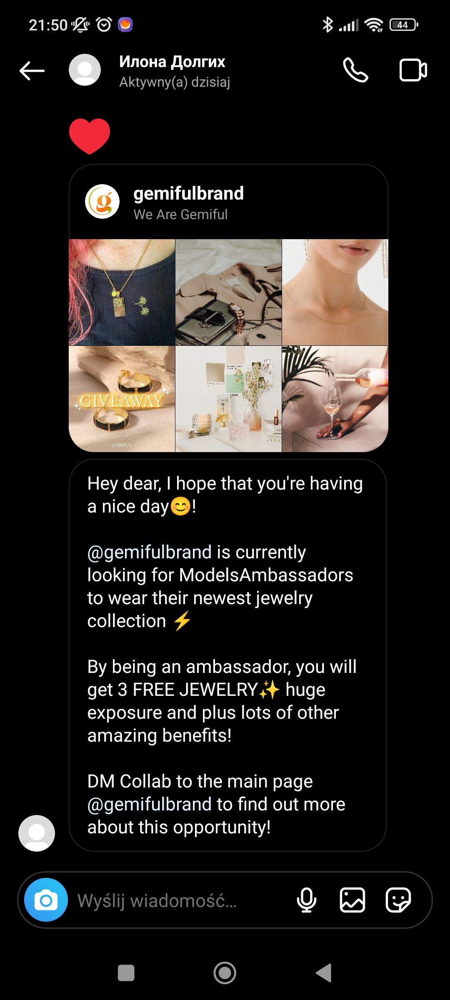 21:50
44
Илона Долгих
Aktywny(a) dzisiaj
gemifulbrand
We Are Gemiful
GIVEAWAY
GEMIFUL
Hey dear, I hope that you're having
a nice day😊!
@gemifulbrand is currently
looking for ModelsAmbassadors
to wear their newest jewelry
collection ⚡
By being an ambassador, you will
get 3 FREE JEWELRY✨ huge
exposure and plus lots of other
amazing benefits!
DM Collab to the main page
@gemifulbrand to find out more
about this opportunity!
Wyślij wiadomość...